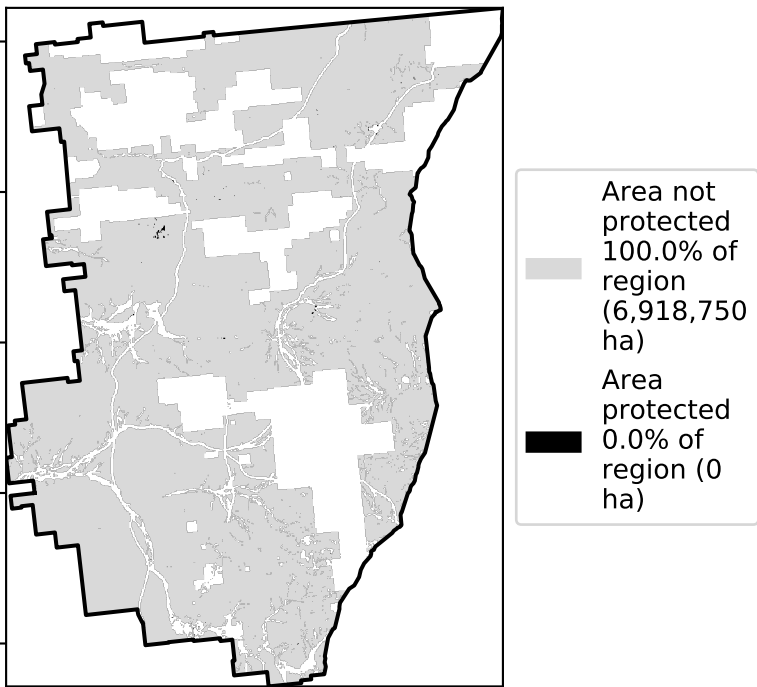 Area not
protected
100.0% of
region
(6,918,750
ha)
Area
protected
0.0% of
region (0
ha)